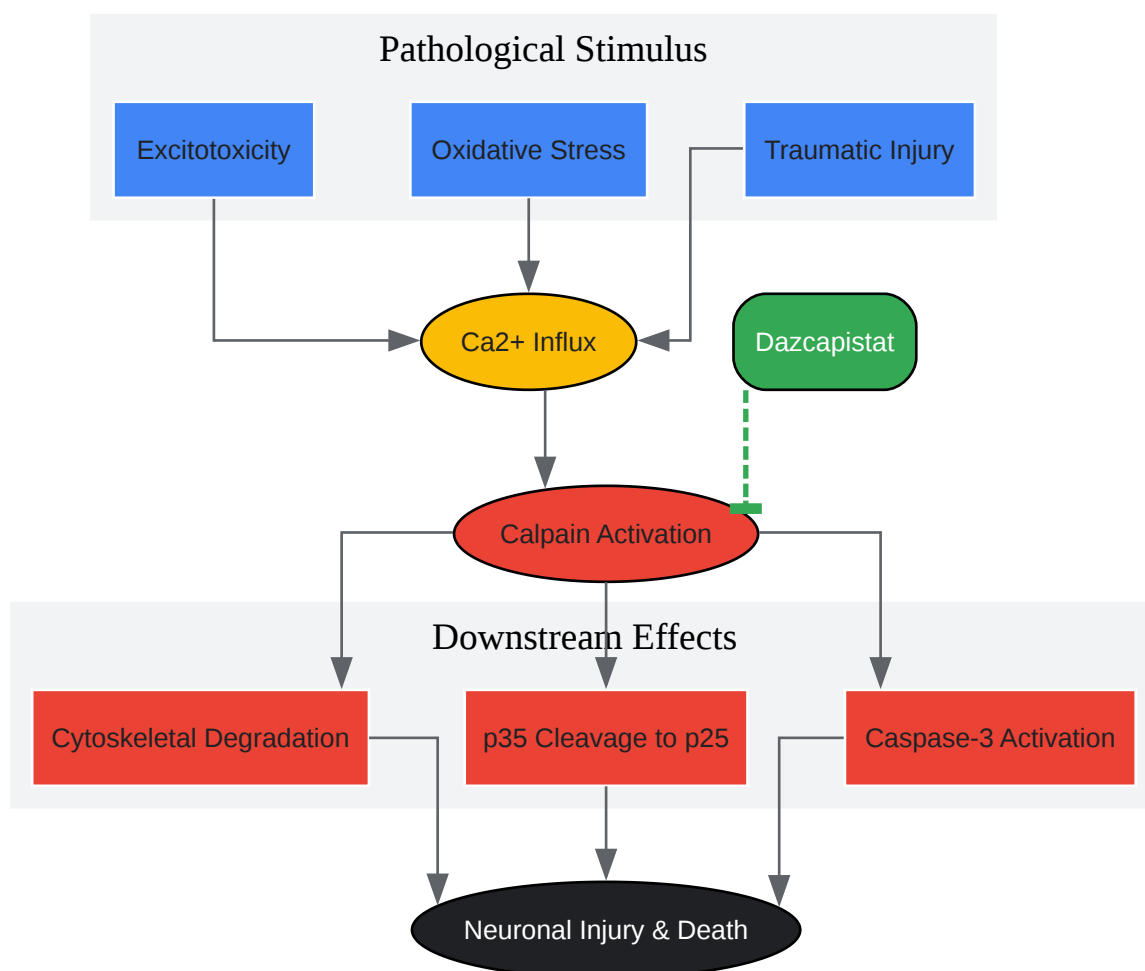 Pathological Stimulus
Excitotoxicity
Oxidative Stress
Traumatic Injury
Ca2+ Influx
Dazcapistat
Calpain Activation
Downstream Effects
Cytoskeletal Degradation
p35 Cleavage to p25
Caspase-3 Activation
Neuronal Injury & Death